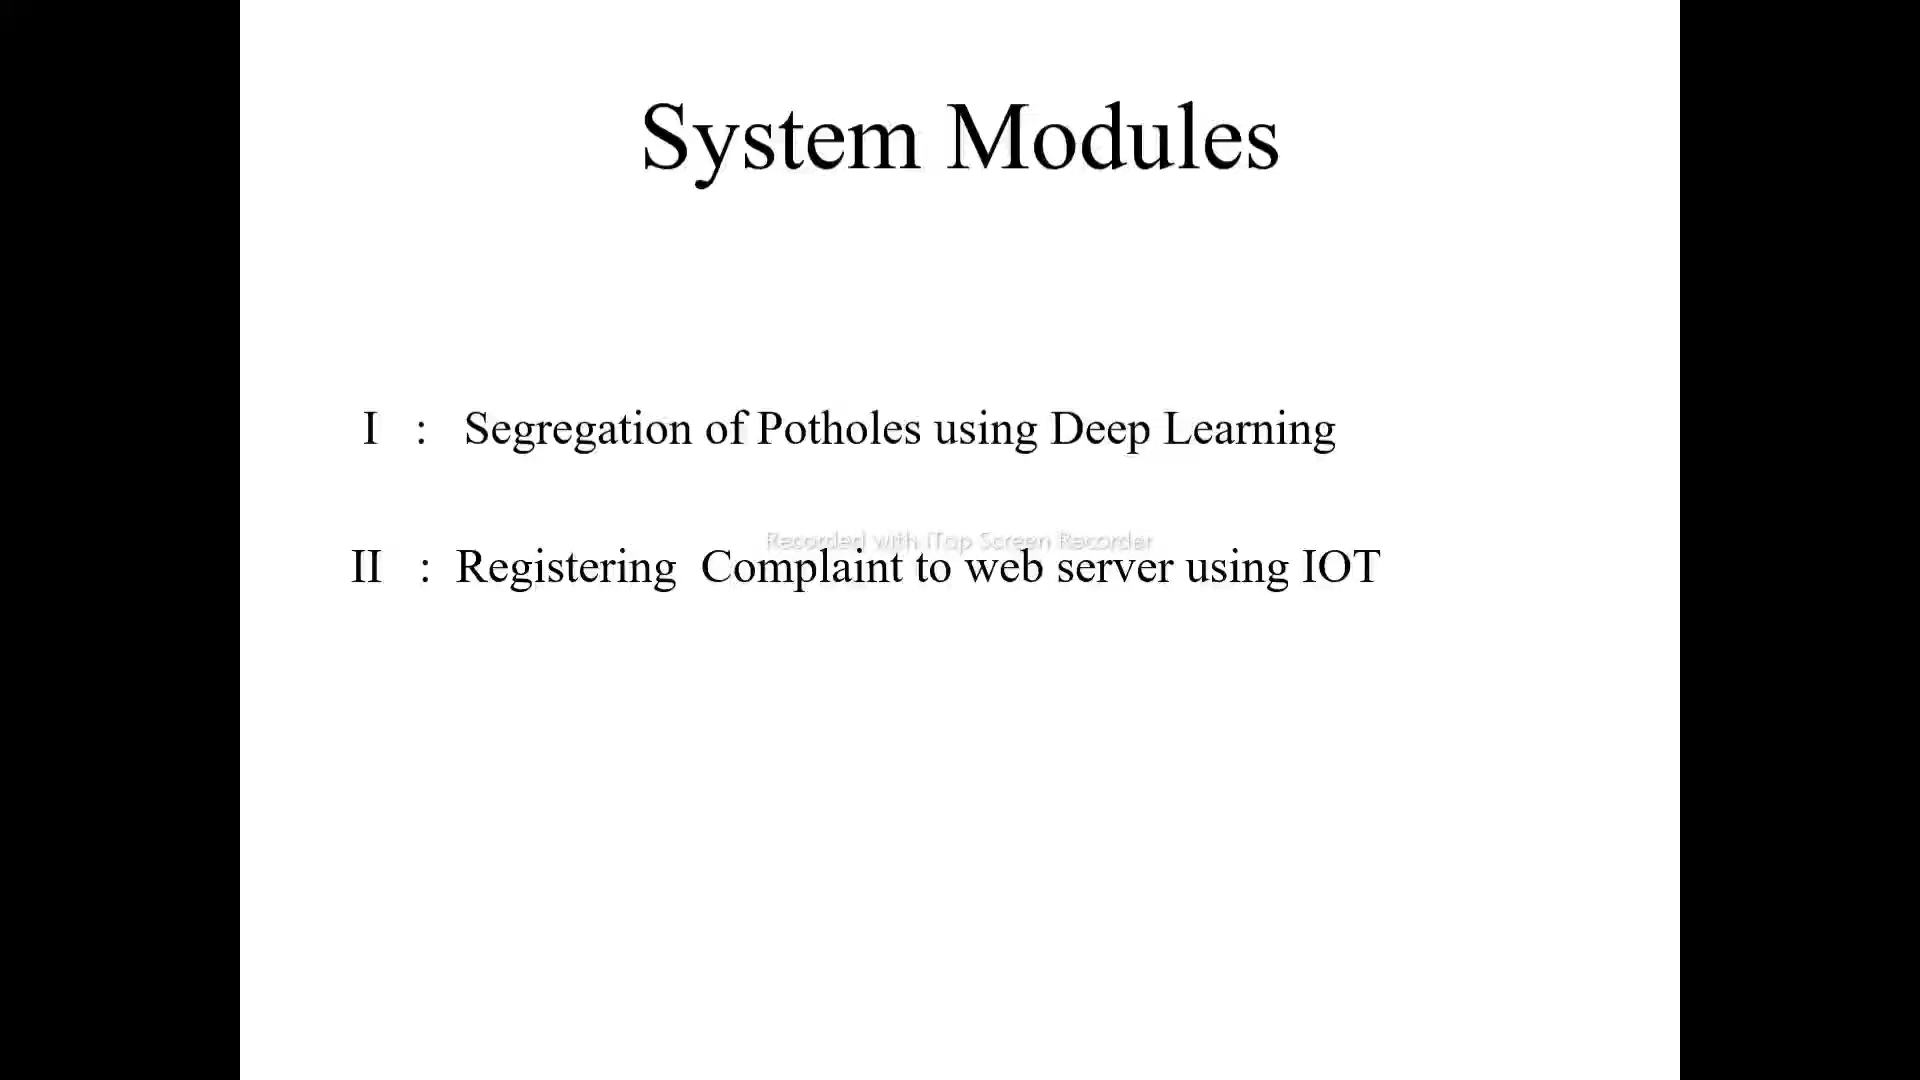 System Modules
I : Segregation of Potholes using Deep Learning
Recorded with iTop Screen Recorder
II : Registering Complaint to web server using IOT